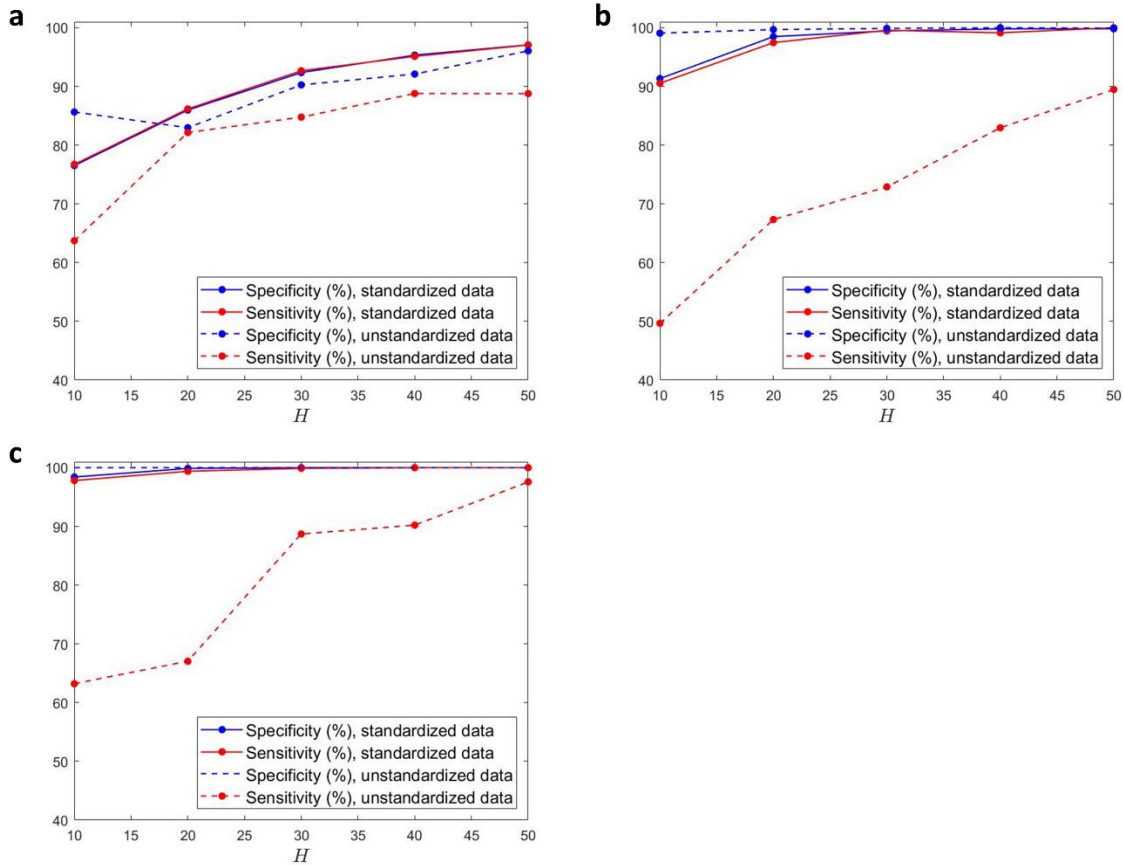 a
100
90
80
70
60
50
40
10 15 20 25 30 35 40 45 50
H
Specificity (%), standardized data
Sensitivity (%), standardized data
Specificity (%), unstandardized data
Sensitivity (%), unstandardized data
b
100
90
80
70
60
50
40
10 15 20 25 30 35 40 45 50
H
Specificity (%), standardized data
Sensitivity (%), standardized data
Specificity (%), unstandardized data
Sensitivity (%), unstandardized data
c
100
90
80
70
60
50
40
10 15 20 25 30 35 40 45 50
H
Specificity (%), standardized data
Sensitivity (%), standardized data
Specificity (%), unstandardized data
Sensitivity (%), unstandardized data